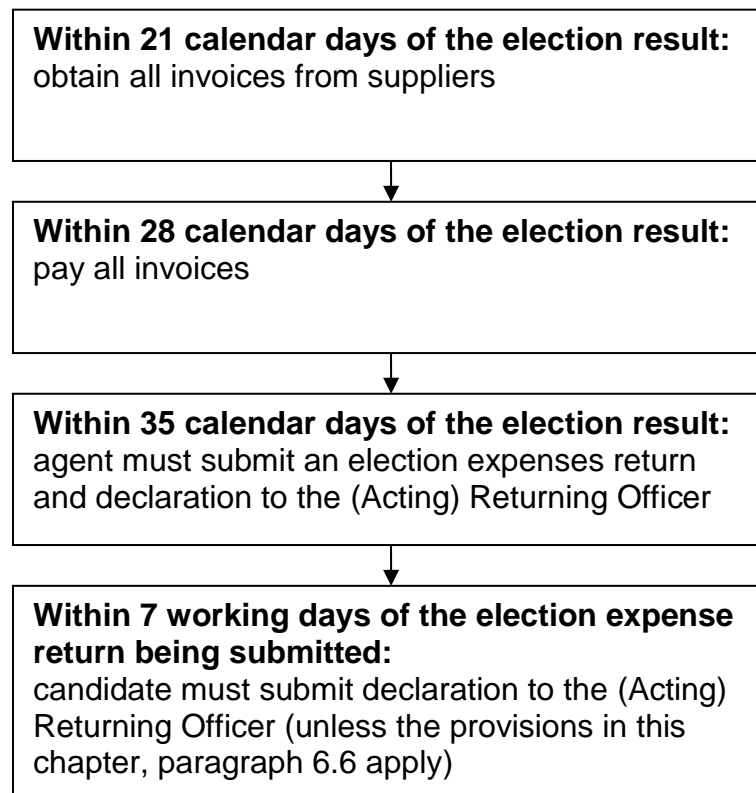 Within 21 calendar days of the election result:
obtain all invoices from suppliers
Within 28 calendar days of the election result:
pay all invoices
Within 35 calendar days of the election result:
agent must submit an election expenses return
and declaration to the (Acting) Returning Officer
Within 7 working days of the election expense
return being submitted:
candidate must submit declaration to the (Acting)
Returning Officer (unless the provisions in this
chapter, paragraph 6.6 apply)